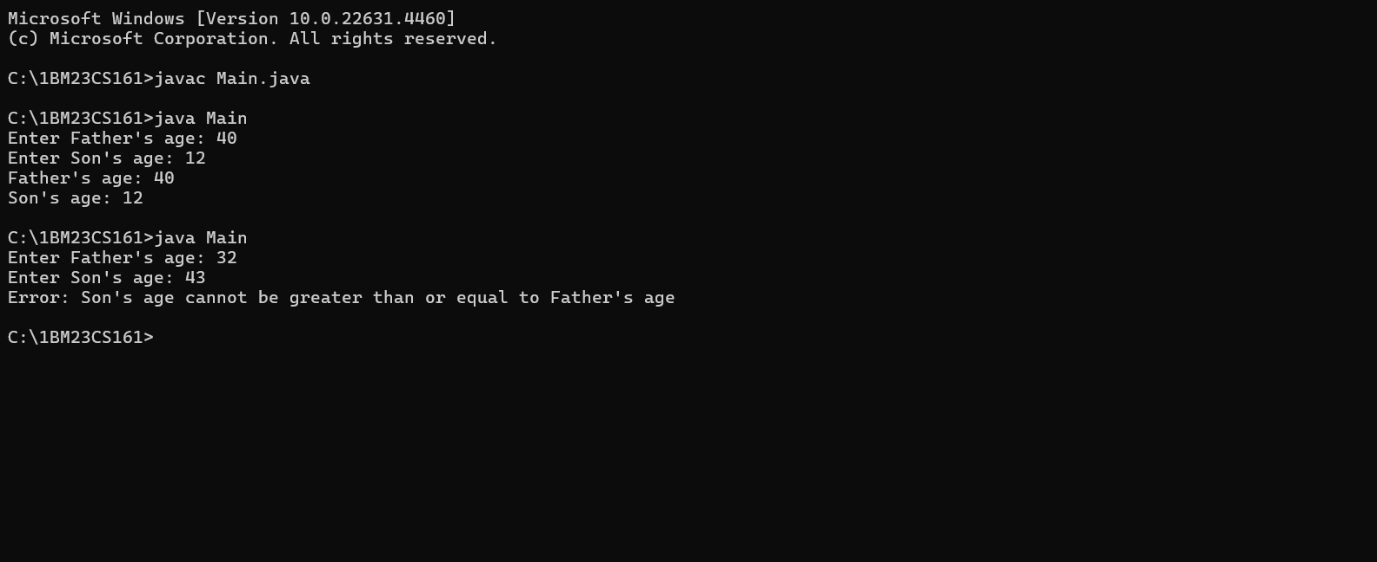 Microsoft Windows [Version 10.0.22631.4460]
(c) Microsoft Corporation. All rights reserved.
C:\1BM23CS161>javac Main.java
C:\1BM23CS161>java Main
Enter Father's age: 40
Enter Son's age: 12
Father's age: 40
Son's age: 12
C:\1BM23CS161>java Main
Enter Father's age: 32
Enter Son's age: 43
Error: Son's age cannot be greater than or equal to Father's age
C:\1BM23CS161>